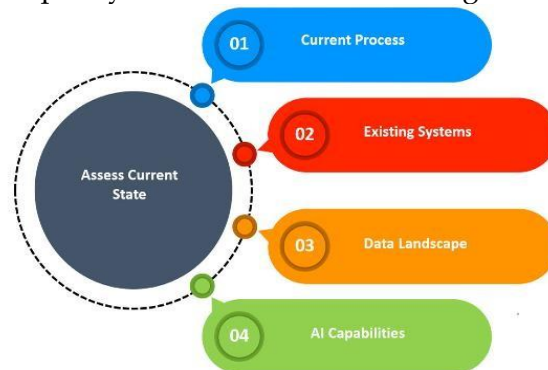 01 Current Process
02 Existing Systems
Assess Current
State
03 Data Landscape
04 AI Capabilities